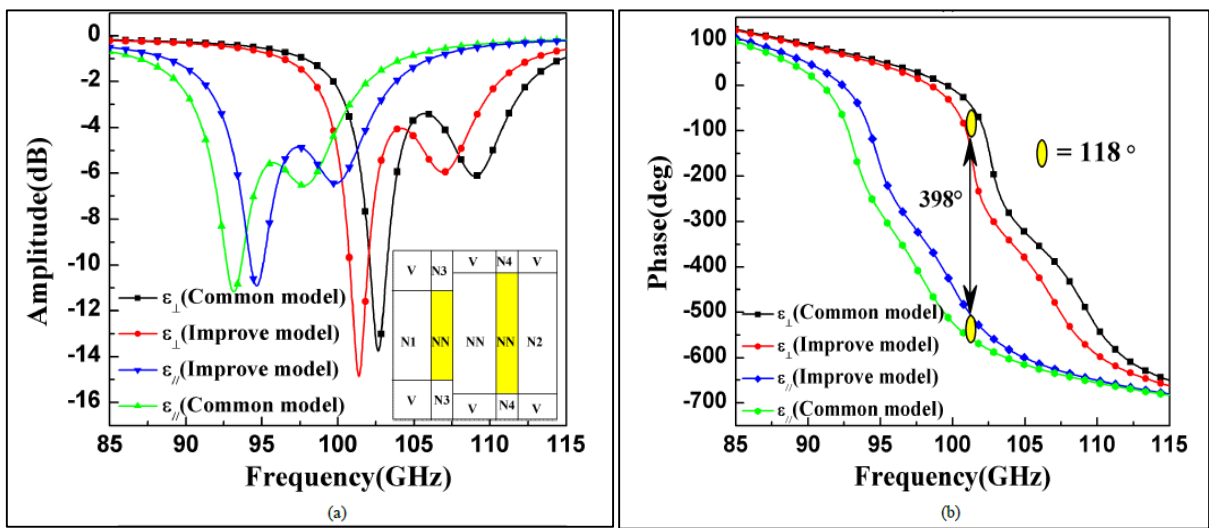 Amplitude(dB)
0
-2
-4
-6
-8
-10
-12
-14
-16
ε⊥(Common model)
ε⊥(Improve model)
ε//(Improve model)
ε//(Common model)
V N3 V N4 V
N1 NN NN NN N2
V N3 V N4 V
85 90 95 100 105 110 115
Frequency(GHz)
(a)
Phase(deg)
100
0
-100
-200
-300
-400
-500
-600
-700
= 118°
398°
ε⊥(Common model)
ε⊥(Improve model)
ε//(Improve model)
ε//(Common model)
85 90 95 100 105 110 115
Frequency(GHz)
(b)